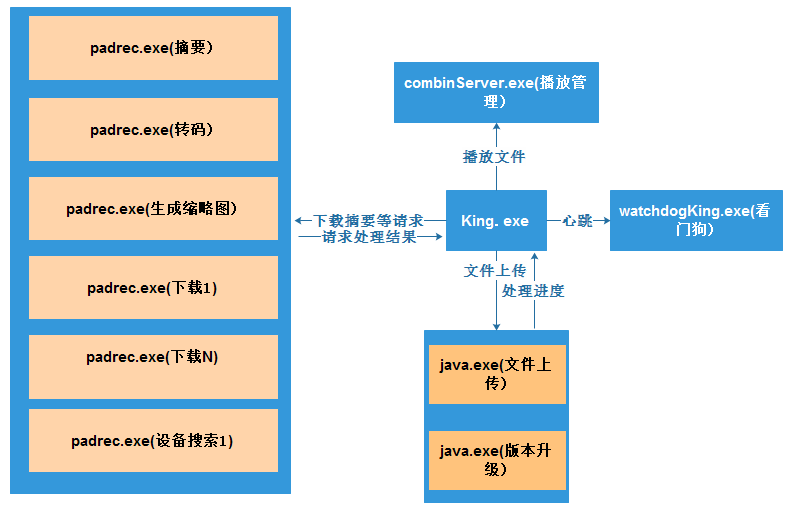 padrec.exe(摘要）
padrec.exe(转码）
padrec.exe(生成缩略图）
padrec.exe(下载1)
padrec.exe(下载N)
padrec.exe(设备搜索1)
下载摘要等请求
请求处理结果
combinServer.exe(播放管
理）
播放文件
King. exe
心跳
watchdogKing.exe(看
门狗）
文件上传
处理进度
java.exe(文件上
传）
java.exe(版本升
级）